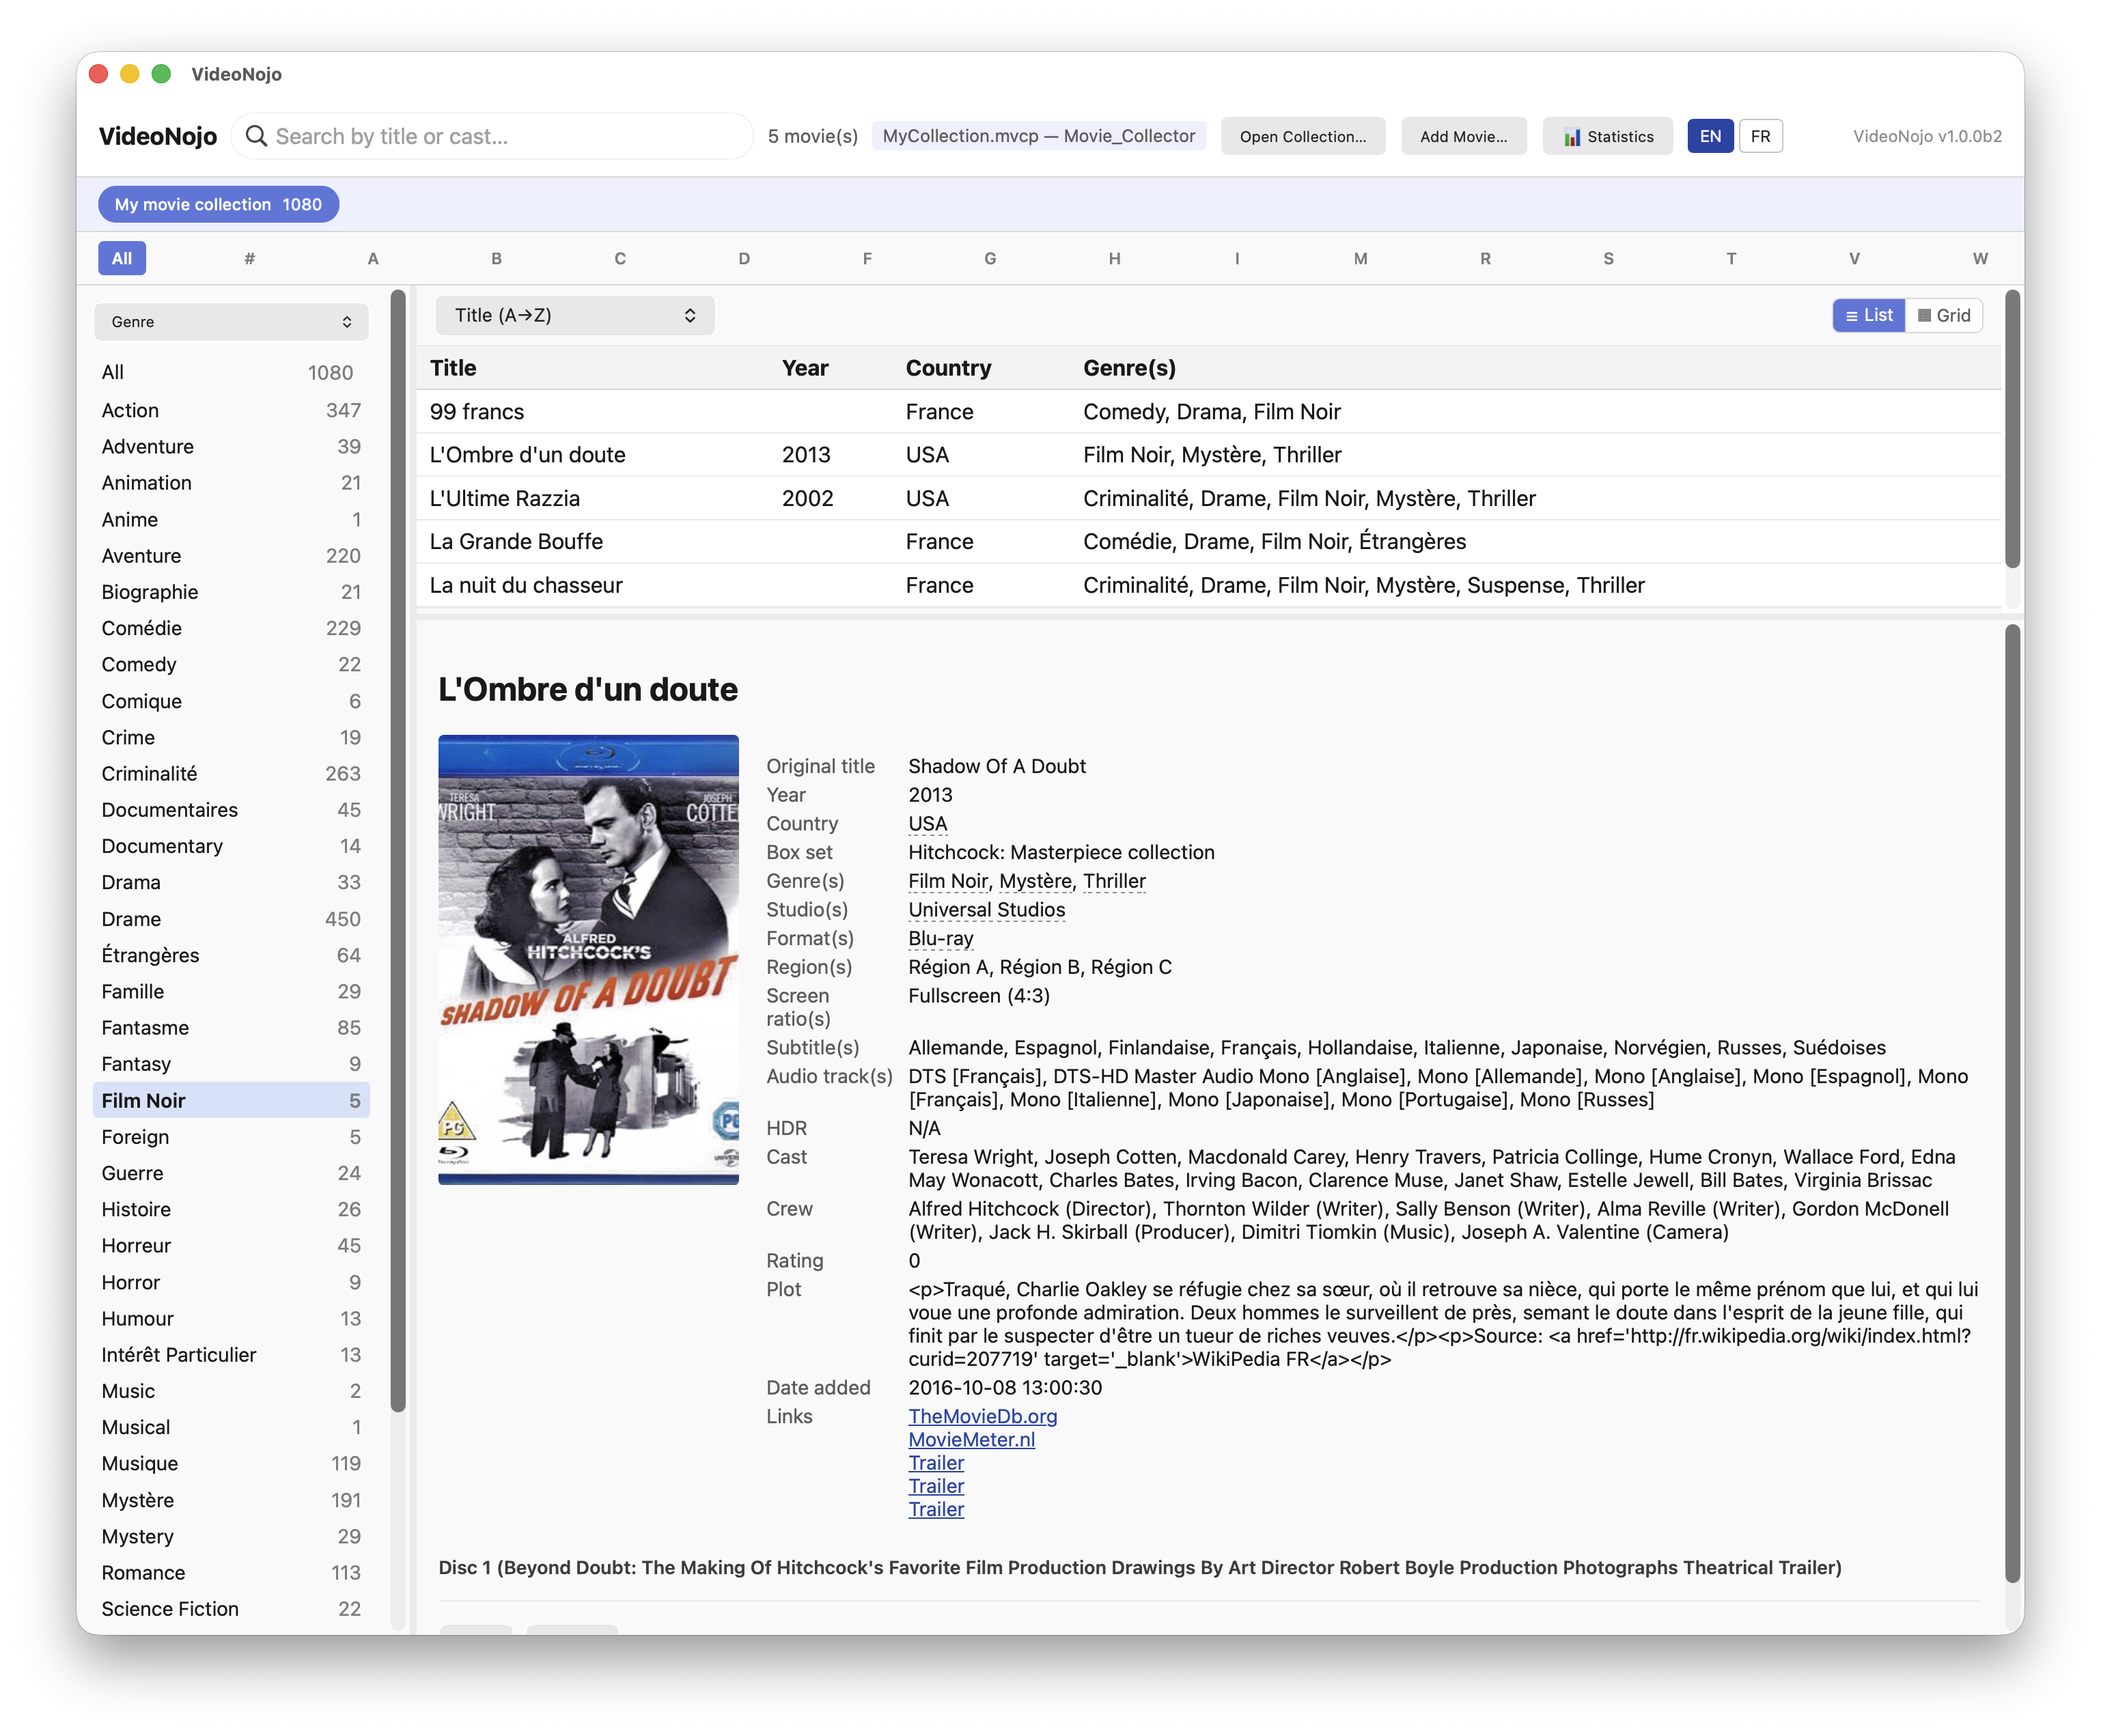 VideoNojo
VideoNojo
Search by title or cast...
5 movie(s)
MyCollection.mvcp — Movie_Collector
Open Collection...
Add Movie...
Statistics
EN
FR
VideoNojo v1.0.0b2
My movie collection 1080
All # A B C D F G H I M R S T V W
Genre
All 1080
Action 347
Adventure 39
Animation 21
Anime 1
Aventure 220
Biographie 21
Comédie 229
Comedy 22
Comique 6
Crime 19
Criminalité 263
Documentaires 45
Documentary 14
Drama 33
Drame 450
Étrangères 64
Famille 29
Fantasme 85
Fantasy 9
Film Noir 5
Foreign 5
Guerre 24
Histoire 26
Horreur 45
Horror 9
Humour 13
Intérêt Particulier 13
Music 2
Musical 1
Musique 119
Mystère 191
Mystery 29
Romance 113
Science Fiction 22
Title (A→Z)
List
Grid
Title Year Country Genre(s)
99 francs France Comedy, Drama, Film Noir
L'Ombre d'un doute 2013 USA Film Noir, Mystère, Thriller
L'Ultime Razzia 2002 USA Criminalité, Drame, Film Noir, Mystère, Thriller
La Grande Bouffe France Comédie, Drame, Film Noir, Étrangères
La nuit du chasseur France Criminalité, Drame, Film Noir, Mystère, Suspense, Thriller
L'Ombre d'un doute
TERESA
WRIGHT
JOSEPH
COTTE
ALFRED
HITCHCOCK'S
SHADOW OF A DOUBT
PG
PG
Original title Shadow Of A Doubt
Year 2013
Country USA
Box set Hitchcock: Masterpiece collection
Genre(s) Film Noir, Mystère, Thriller
Studio(s) Universal Studios
Format(s) Blu-ray
Region(s) Région A, Région B, Région C
Screen Fullscreen (4:3)
ratio(s)
Subtitle(s) Allemande, Espagnol, Finlandaise, Français, Hollandaise, Italienne, Japonaise, Norvégien, Russes, Suédoises
Audio track(s) DTS [Français], DTS-HD Master Audio Mono [Anglaise], Mono [Allemande], Mono [Anglaise], Mono [Espagnol], Mono
[Français], Mono [Italienne], Mono [Japonaise], Mono [Portugaise], Mono [Russes]
HDR N/A
Cast Teresa Wright, Joseph Cotten, Macdonald Carey, Henry Travers, Patricia Collinge, Hume Cronyn, Wallace Ford, Edna
May Wonacott, Charles Bates, Irving Bacon, Clarence Muse, Janet Shaw, Estelle Jewell, Bill Bates, Virginia Brissac
Crew Alfred Hitchcock (Director), Thornton Wilder (Writer), Sally Benson (Writer), Alma Reville (Writer), Gordon McDonell
(Writer), Jack H. Skirball (Producer), Dimitri Tiomkin (Music), Joseph A. Valentine (Camera)
Rating 0
Plot <p>Traqué, Charlie Oakley se réfugie chez sa sœur, où il retrouve sa nièce, qui porte le même prénom que lui, et qui lui
voue une profonde admiration. Deux hommes le surveillent de près, semant le doute dans l'esprit de la jeune fille, qui
finit par le suspecter d'être un tueur de riches veuves.</p><p>Source: <a href='http://fr.wikipedia.org/wiki/index.html?
curid=207719' target='_blank'>WikiPedia FR</a></p>
Date added 2016-10-08 13:00:30
Links TheMovieDb.org
MovieMeter.nl
Trailer
Trailer
Trailer
Disc 1 (Beyond Doubt: The Making Of Hitchcock's Favorite Film Production Drawings By Art Director Robert Boyle Production Photographs Theatrical Trailer)